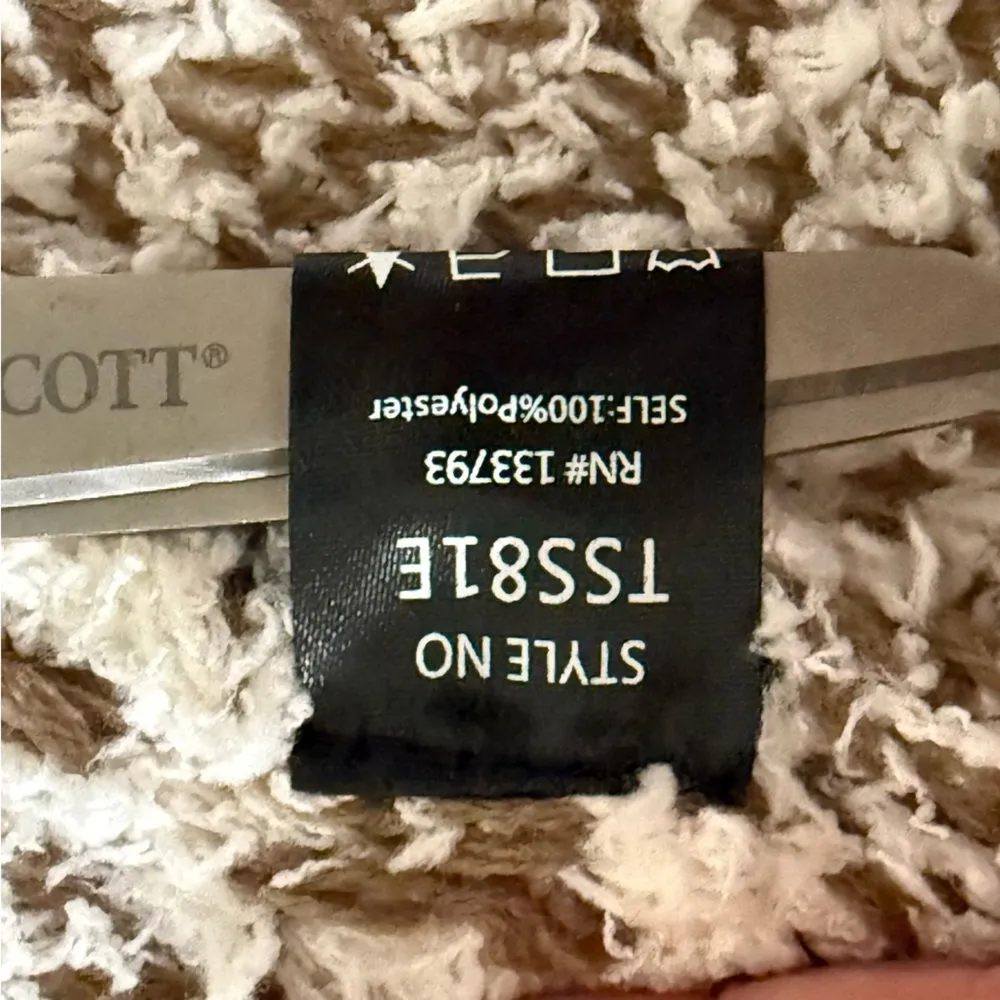 COTT®
STYLE NO
TSS81E
RN# 133793
SELF:100%Polyester